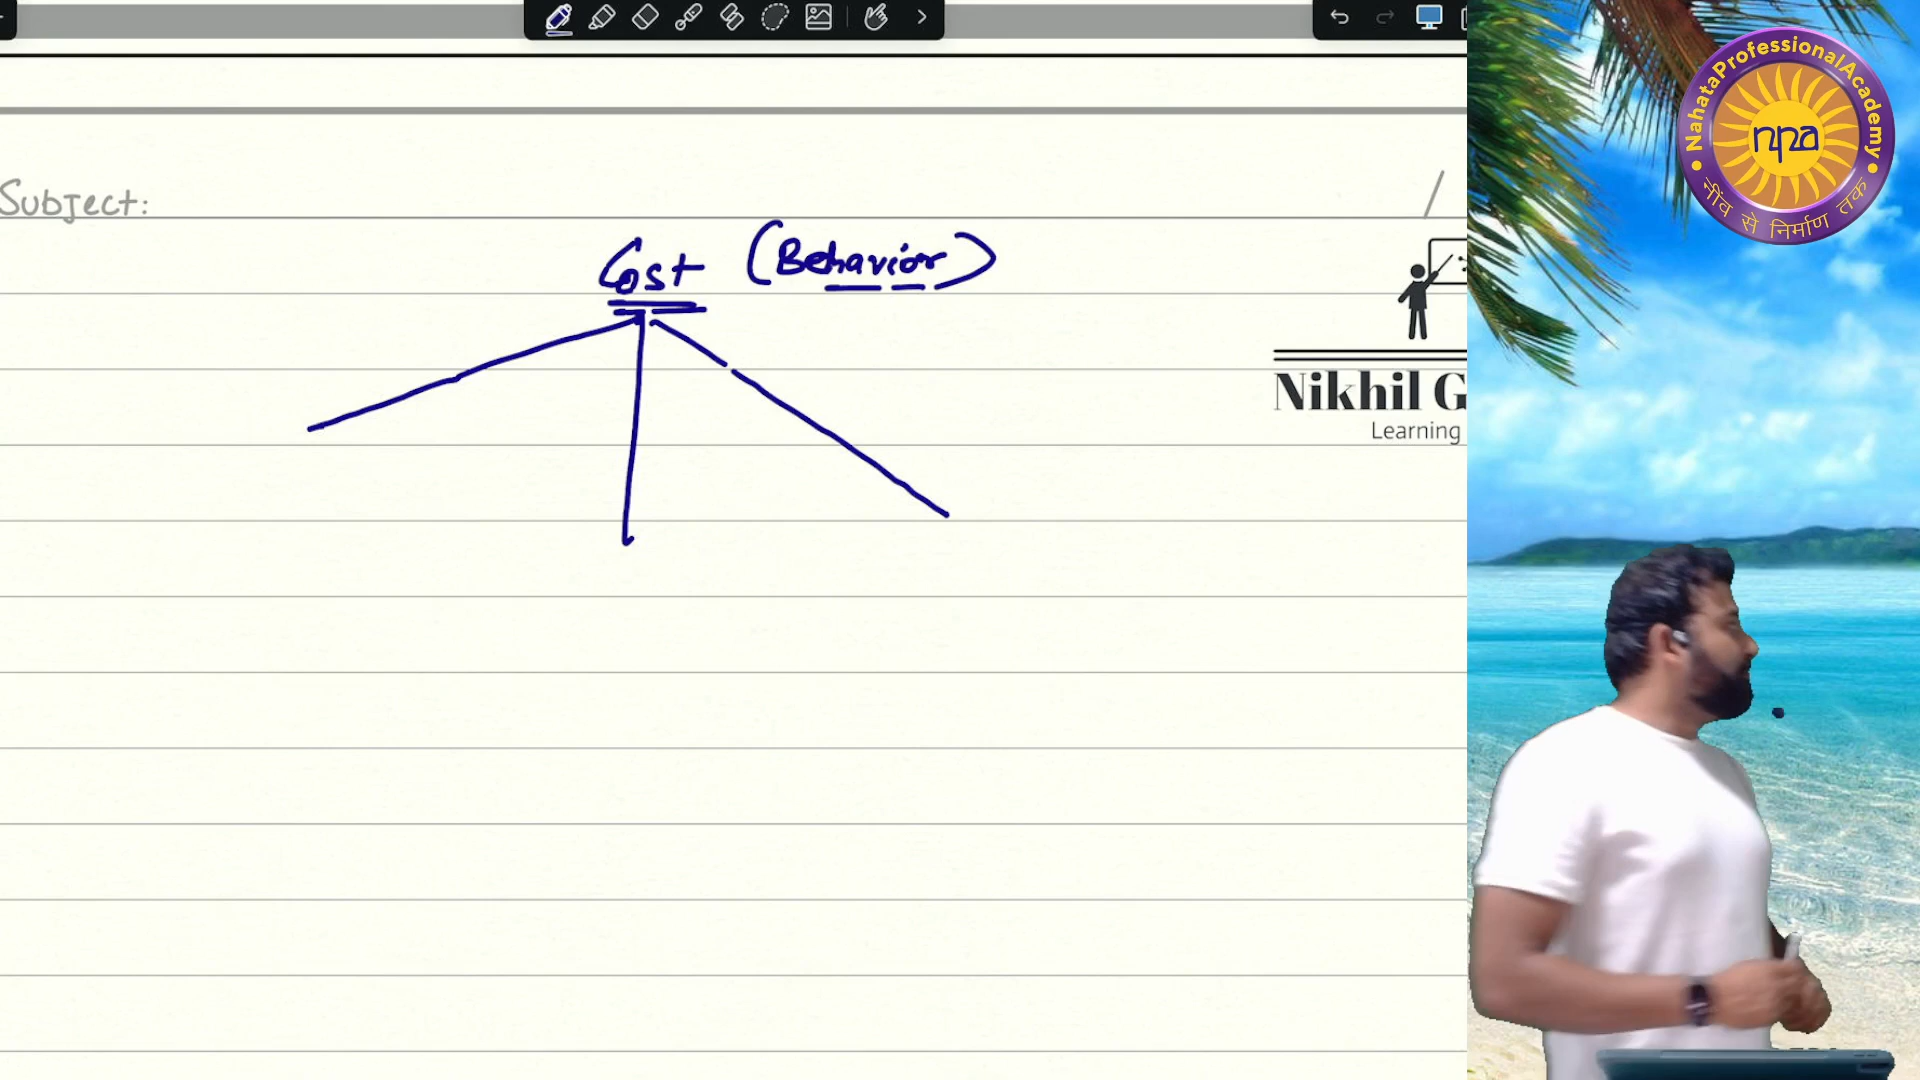 NahataProfessionalAcademy
npa
नींव से निर्माण तक
Subject:
/
Cost (Behavior)
Nikhil G
Learning